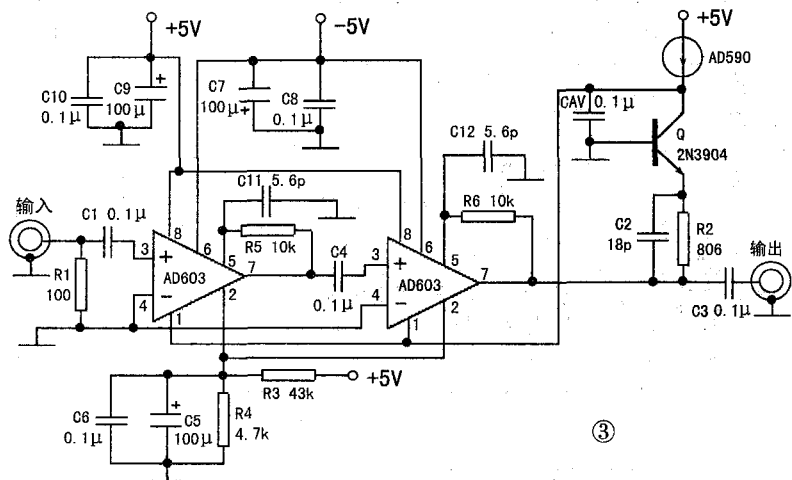 +5V
-5V
+5V
AD590
C10
0.1μ
C9
100μ
+
C7
100μ
+
C8
0.1μ
C12 5.6p
CAV
0.1μ
Q
2N3904
输入
C1 0.1μ
C11 5.6p
R5 10k
R6 10k
R1
100
3
8
6
5
7
4
1
2
+
−
AD603
C4
0.1μ
3
8
6
5
7
4
1
2
+
−
AD603
C2
18p
R2
806
输出
C3 0.1μ
R3 43k
+5V
C6
0.1μ
+
C5
100μ
R4
4.7k
③